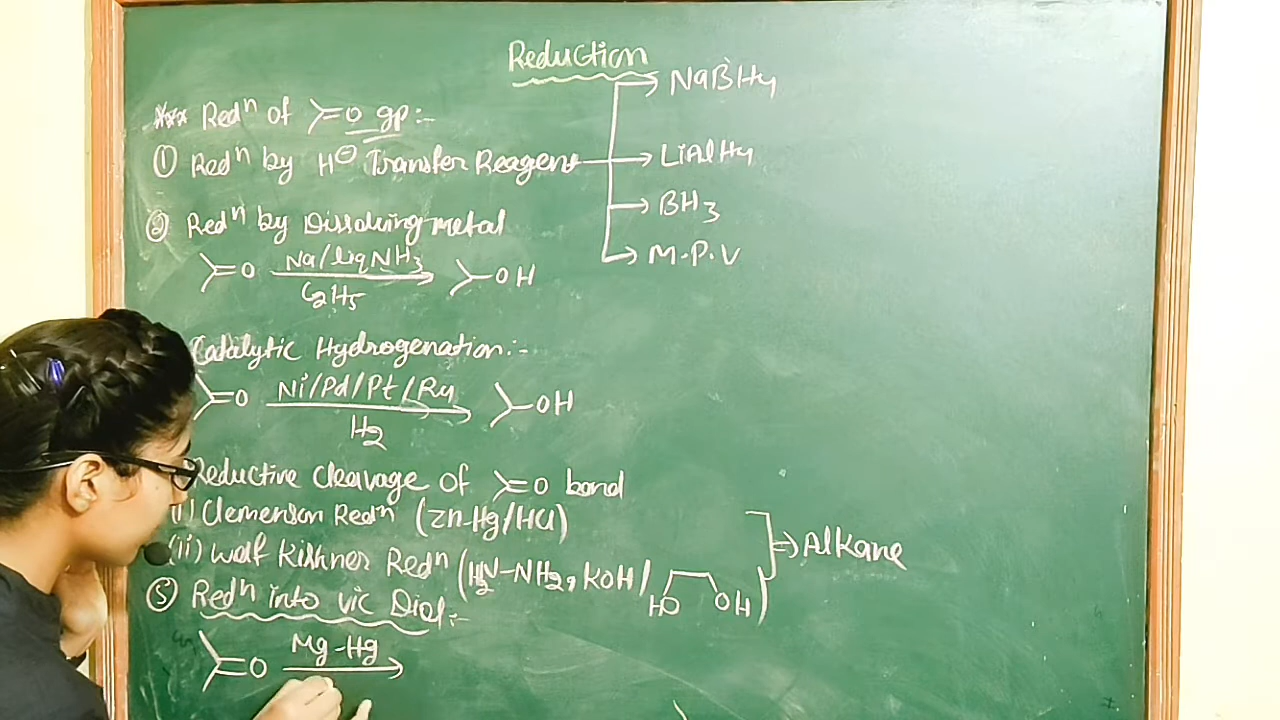 Reduction
*** Redⁿ of >=O gp:-
① Redⁿ by H⊖ Transfer Reagent → NaBH4
→ LiAlH4
→ BH3
→ M.P.V
② Redⁿ by Dissolving metal
>=O Na/liq NH3 → >-OH
C2H5
Catalytic Hydrogenation:-
>=O Ni/Pd/Pt/Ry → >-OH
H2
Reductive Cleavage of >=O bond
(i) Clemenson Redⁿ (Zn-Hg/HCl)
(ii) Wolf Kishner Redⁿ (H2N-NH2, KOH/ HO OH) ] → Alkane
⑤ Redⁿ into vic Diol:-
>=O Mg-Hg →